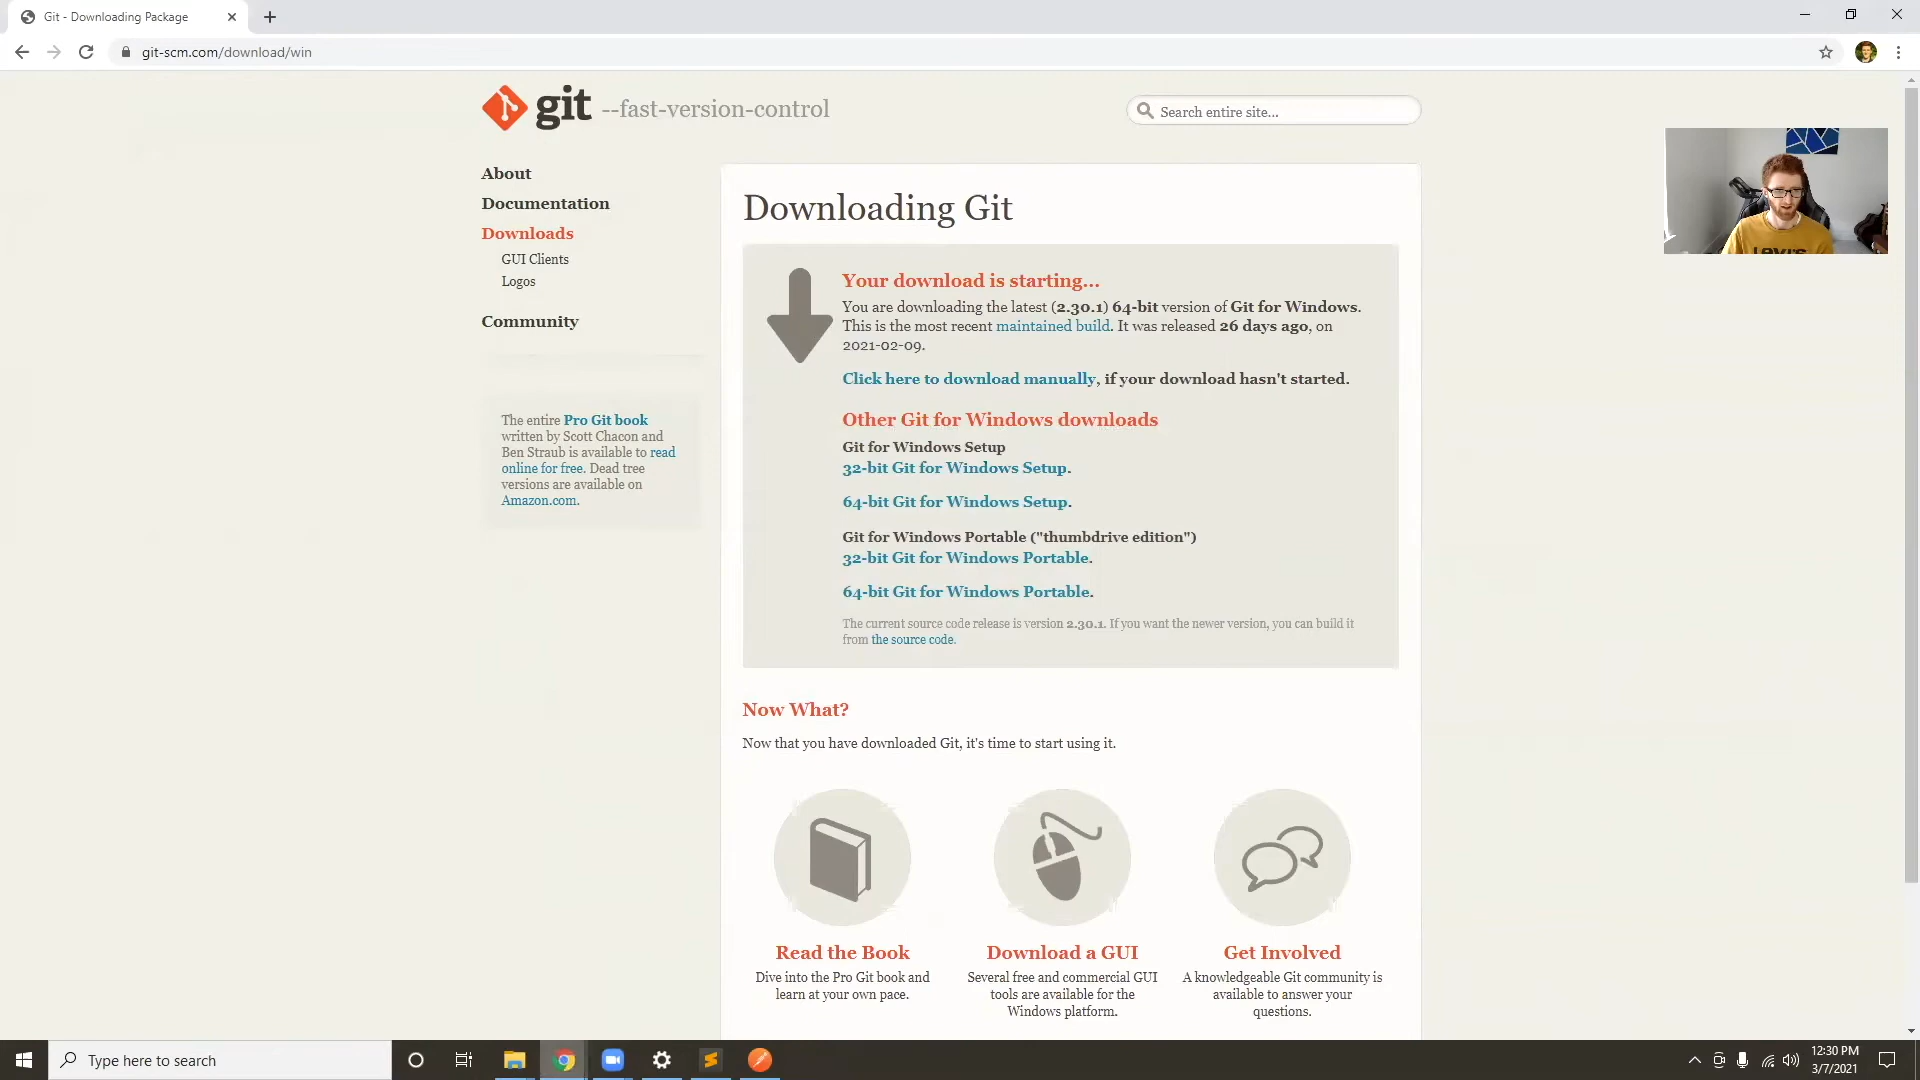 Git - Downloading Package
git-scm.com/download/win
git --fast-version-control
Search entire site...
About
Documentation
Downloads
GUI Clients
Logos
Community
The entire Pro Git book
written by Scott Chacon and
Ben Straub is available to read
online for free. Dead tree
versions are available on
Amazon.com.
Downloading Git
Your download is starting...
You are downloading the latest (2.30.1) 64-bit version of Git for Windows.
This is the most recent maintained build. It was released 26 days ago, on
2021-02-09.
Click here to download manually, if your download hasn't started.
Other Git for Windows downloads
Git for Windows Setup
32-bit Git for Windows Setup.
64-bit Git for Windows Setup.
Git for Windows Portable ("thumbdrive edition")
32-bit Git for Windows Portable.
64-bit Git for Windows Portable.
The current source code release is version 2.30.1. If you want the newer version, you can build it
from the source code.
Now What?
Now that you have downloaded Git, it's time to start using it.
Read the Book
Dive into the Pro Git book and
learn at your own pace.
Download a GUI
Several free and commercial GUI
tools are available for the
Windows platform.
Get Involved
A knowledgeable Git community is
available to answer your
questions.
LEVI'S
Type here to search
12:30 PM
3/7/2021